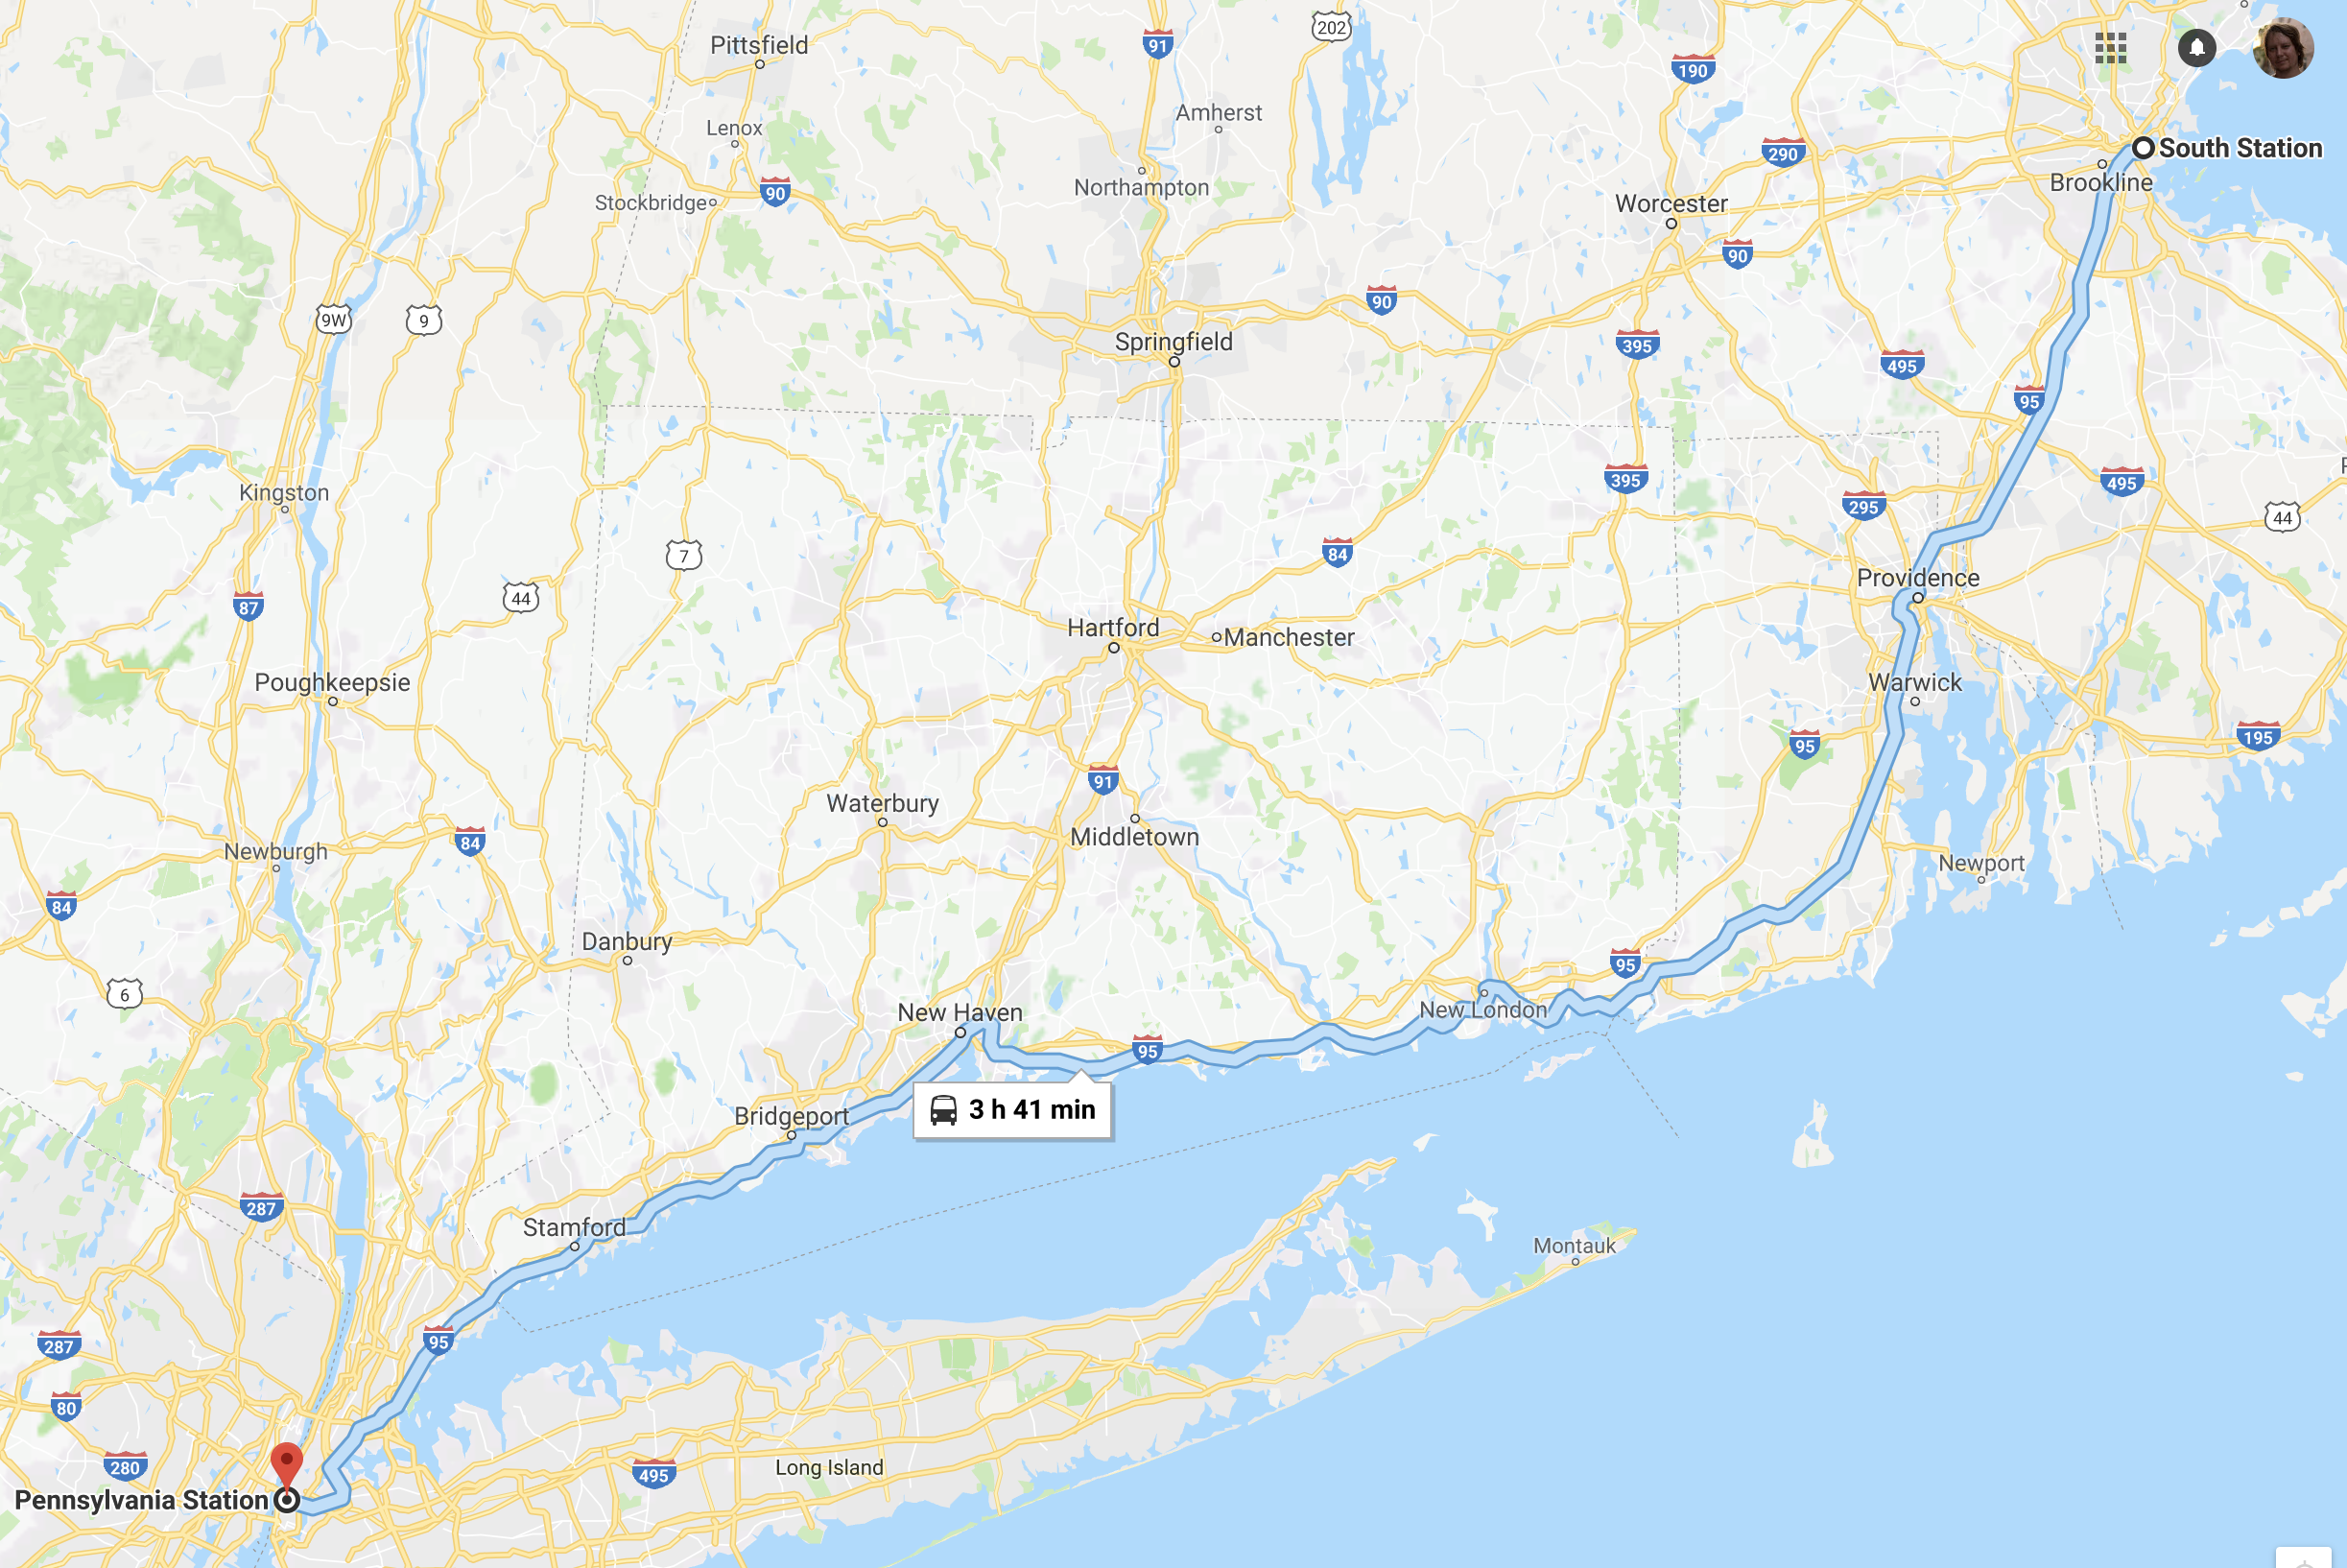 Pittsfield
91
202
190
Lenox
Amherst
290
South Station
Brookline
Stockbridge
90
Northampton
Worcester
90
9W
9
90
Springfield
395
495
95
Kingston
395
295
495
44
7
84
44
87
Providence
Hartford
Manchester
Poughkeepsie
Warwick
95
195
91
Waterbury
Middletown
84
Newburgh
Newport
84
Danbury
95
6
New Haven
New London
95
3 h 41 min
Bridgeport
287
Stamford
Montauk
95
287
80
280
495
Long Island
Pennsylvania Station